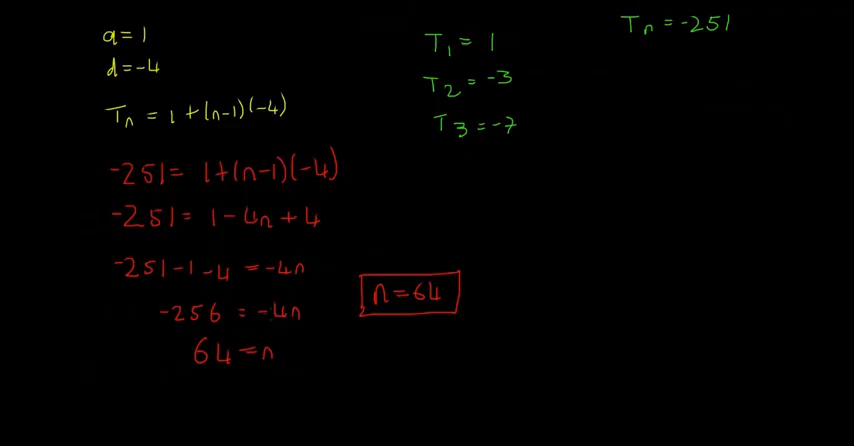 a = 1
d = -4
Tn = 1 + (n-1)(-4)
-251 = 1 + (n-1)(-4)
-251 = 1 - 4n + 4
-251 - 1 - 4 = -4n
-256 = -4n
64 = n
n = 64
T1 = 1
T2 = -3
T3 = -7
Tn = -251